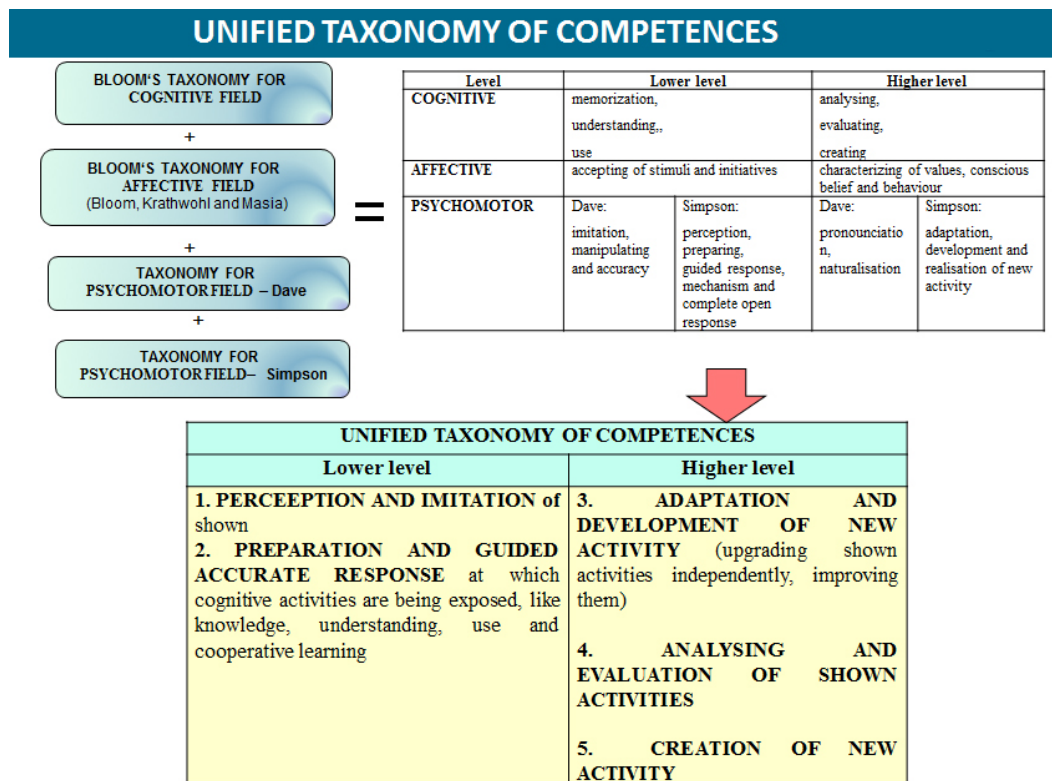 UNIFIED TAXONOMY OF COMPETENCES
BLOOM'S TAXONOMY FOR
COGNITIVE FIELD
+
BLOOM'S TAXONOMY FOR
AFFECTIVE FIELD
(Bloom, Krathwohl and Masia)
+
TAXONOMY FOR
PSYCHOMOTOR FIELD – Dave
+
TAXONOMY FOR
PSYCHOMOTOR FIELD– Simpson
=
Level Lower level Higher level
COGNITIVE
memorization,
understanding,,
use
analysing,
evaluating,
creating
AFFECTIVE
accepting of stimuli and initiatives
characterizing of values, conscious
belief and behaviour
PSYCHOMOTOR
Dave:
imitation,
manipulating
and accuracy
Simpson:
perception,
preparing,
guided response,
mechanism and
complete open
response
Dave:
pronounciatio
n,
naturalisation
Simpson:
adaptation,
development and
realisation of new
activity
UNIFIED TAXONOMY OF COMPETENCES
Lower level Higher level
1. PERCEEPTION AND IMITATION of
shown
2. PREPARATION AND GUIDED
ACCURATE RESPONSE at which
cognitive activities are being exposed, like
knowledge, understanding, use and
cooperative learning
3. ADAPTATION AND
DEVELOPMENT OF NEW
ACTIVITY (upgrading shown
activities independently, improving
them)
4. ANALYSING AND
EVALUATION OF SHOWN
ACTIVITIES
5. CREATION OF NEW
ACTIVITY